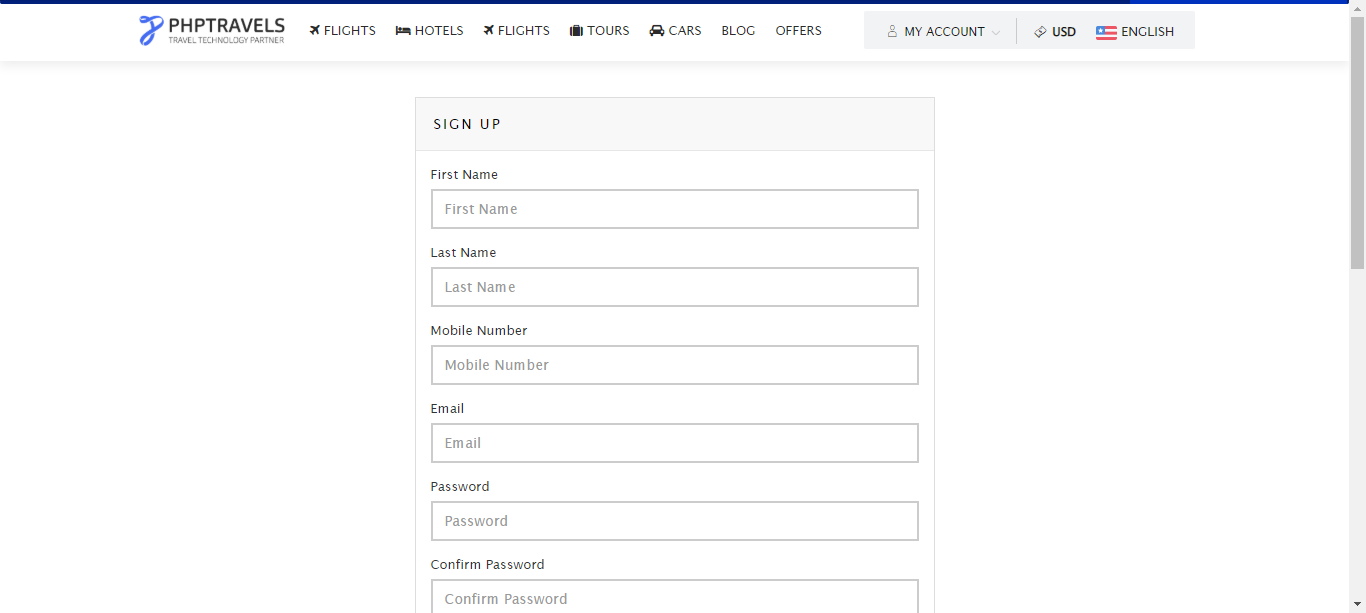 PHPTRAVELS
TRAVEL TECHNOLOGY PARTNER
FLIGHTS HOTELS FLIGHTS TOURS CARS BLOG OFFERS MY ACCOUNT USD ENGLISH
SIGN UP
First Name
First Name
Last Name
Last Name
Mobile Number
Mobile Number
Email
Email
Password
Password
Confirm Password
Confirm Password